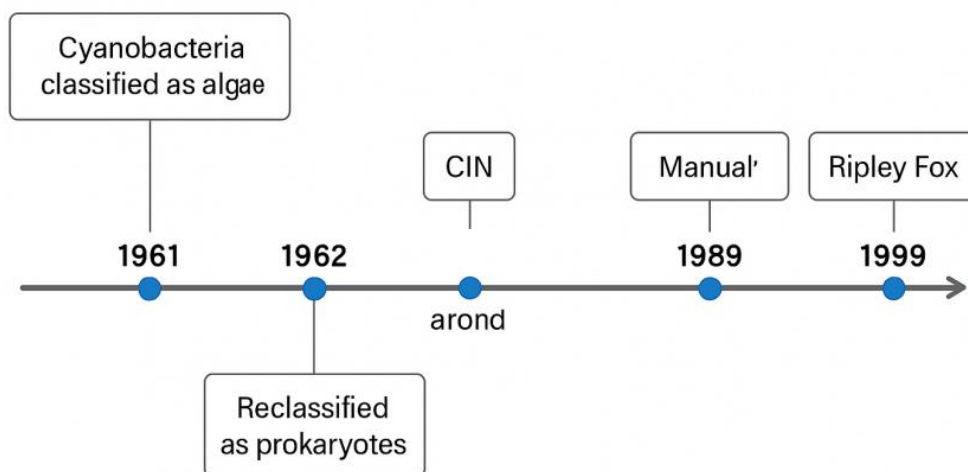 Cyanobacteria
classified as algae
CIN
Manual'
Ripley Fox
1961
1962
1989
1999
arond
Reclassified
as prokaryotes